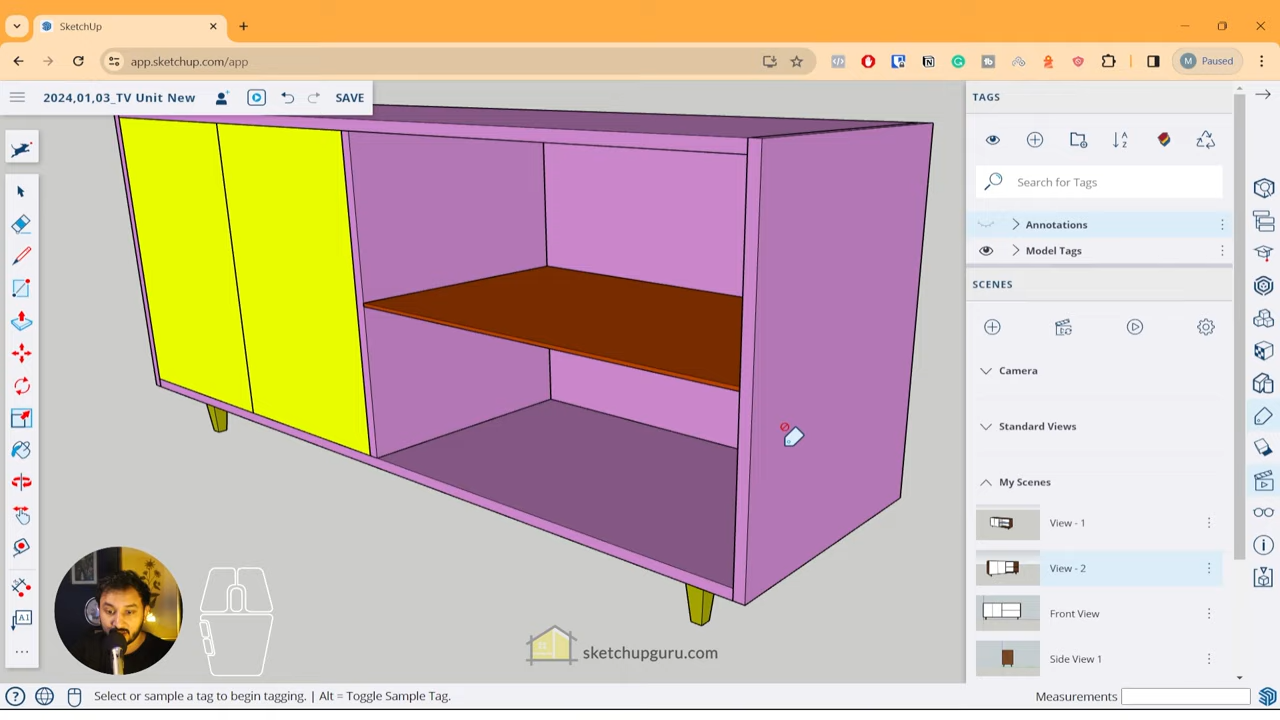 SketchUp
app.sketchup.com/app
M Paused
2024,01,03_TV Unit New
SAVE
TAGS
A
Z
Search for Tags
Annotations
Model Tags
SCENES
Camera
Standard Views
My Scenes
View - 1
View - 2
Front View
Side View 1
A1
sketchupguru.com
Select or sample a tag to begin tagging. | Alt = Toggle Sample Tag.
Measurements